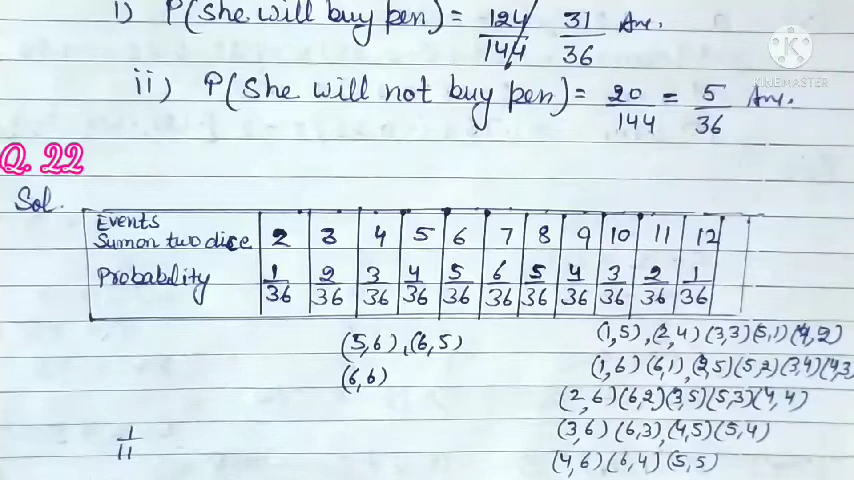 i) P(she will buy pen) = 124/144 31/36 Ans.
K
KINEMASTER
ii) P(she will not buy pen) = 20/144 = 5/36 Ans.
Q. 22
Sol.
Events
Sum on two dice 2 3 4 5 6 7 8 9 10 11 12
Probability 1/36 2/36 3/36 4/36 5/36 6/36 5/36 4/36 3/36 2/36 1/36
(5,6), (6,5) (1,5), (2,4) (3,3) (5,1) (4,2)
(6,6) (1,6) (6,1), (2,5) (5,2) (3,4) (4,3
(2,6) (6,2) (3,5) (5,3) (4,4)
1/11 (3,6) (6,3), (4,5) (5,4)
(4,6) (6,4) (5,5)